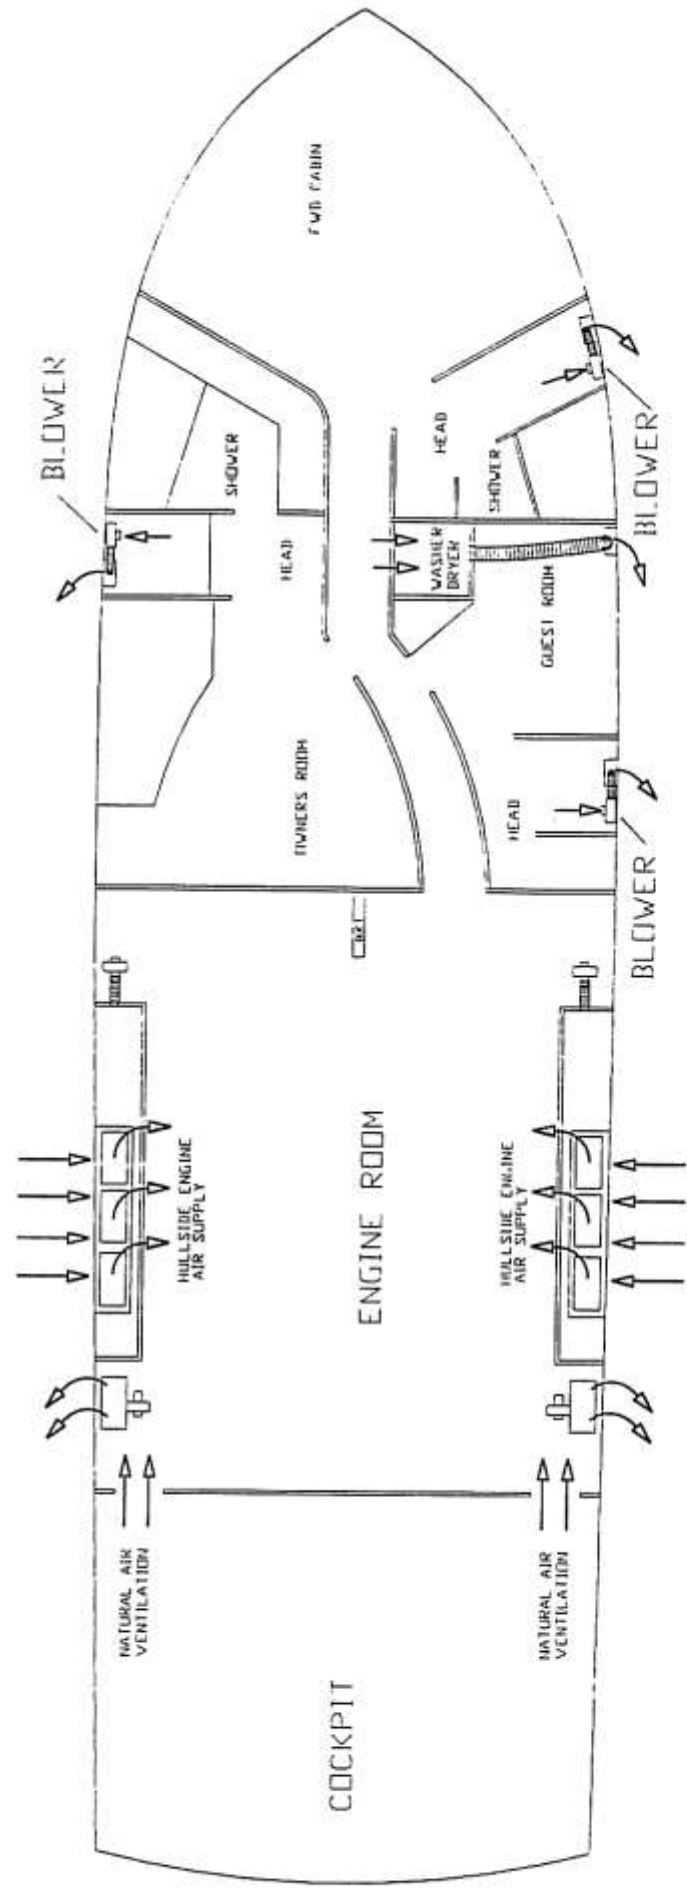 FWD CABIN
BLOWER
SHOWER
HEAD
HEAD
SHOWER
BLOWER
WASHER
DRYER
GUEST ROOM
OWNERS ROOM
HEAD
BLOWER
HULLSIDE ENGINE
AIR SUPPLY
ENGINE ROOM
HULLSIDE ENGINE
AIR SUPPLY
NATURAL AIR
VENTILATION
NATURAL AIR
VENTILATION
COCKPIT